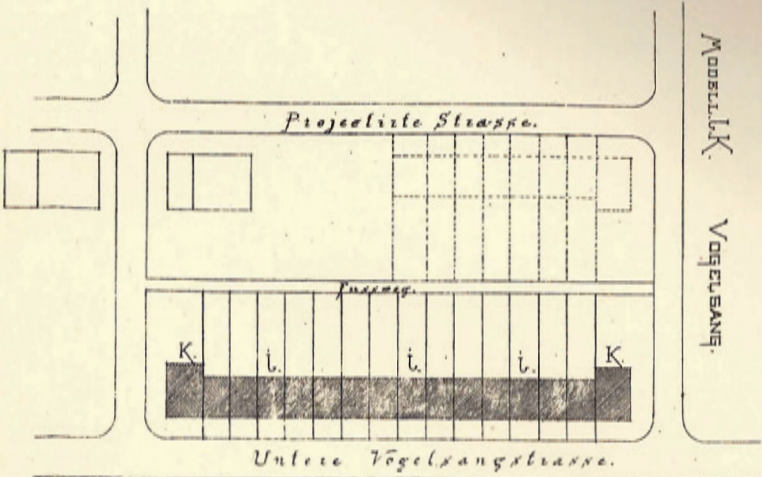 Projectirte Strasse.
Fussweg.
K. i. i. i. K.
Untere Vogelsangstrasse.
MODELL.i.K. VOGELSANG.